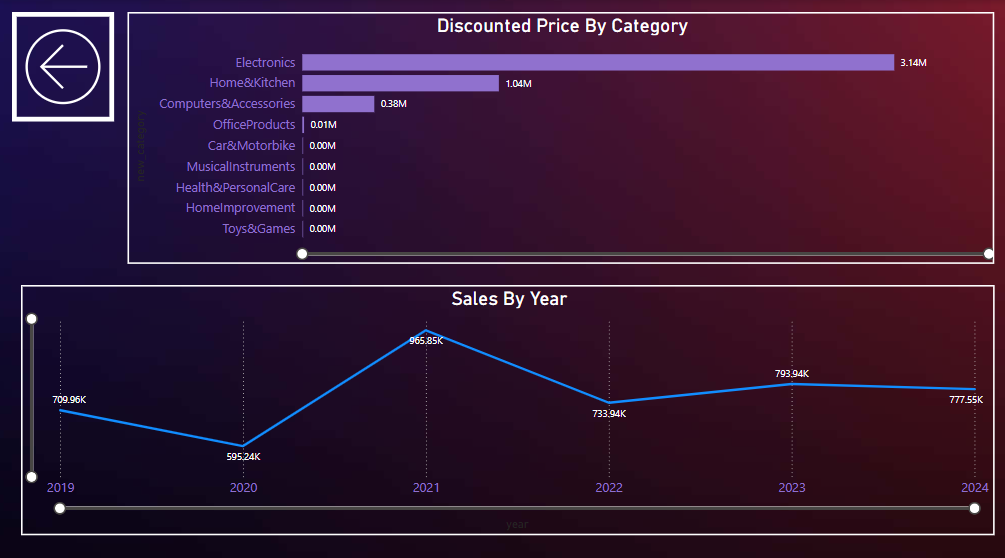 Discounted Price By Category
new_category
Electronics 3.14M
Home&Kitchen 1.04M
Computers&Accessories 0.38M
OfficeProducts 0.01M
Car&Motorbike 0.00M
MusicalInstruments 0.00M
Health&PersonalCare 0.00M
HomeImprovement 0.00M
Toys&Games 0.00M
Sales By Year
709.96K 595.24K 965.85K 733.94K 793.94K 777.55K
2019 2020 2021 2022 2023 2024
year